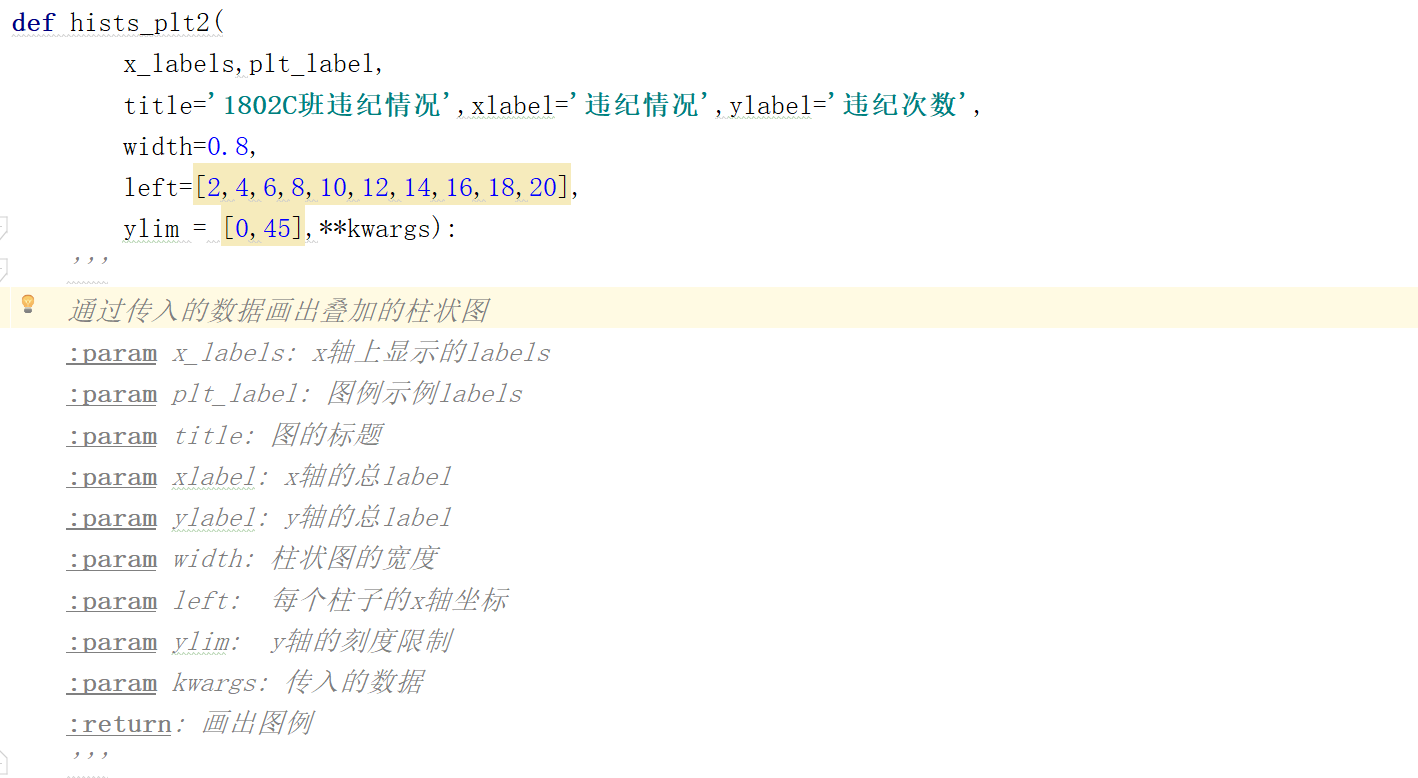 def hists_plt2(
x_labels,plt_label,
title='1802C班违纪情况',xlabel='违纪情况',ylabel='违纪次数',
width=0.8,
left=[2,4,6,8,10,12,14,16,18,20],
ylim = [0,45],**kwargs):
'''
通过传入的数据画出叠加的柱状图
:param x_labels: x轴上显示的labels
:param plt_label: 图例示例labels
:param title: 图的标题
:param xlabel: x轴的总label
:param ylabel: y轴的总label
:param width: 柱状图的宽度
:param left:  每个柱子的x轴坐标
:param ylim:  y轴的刻度限制
:param kwargs: 传入的数据
:return: 画出图例
'''